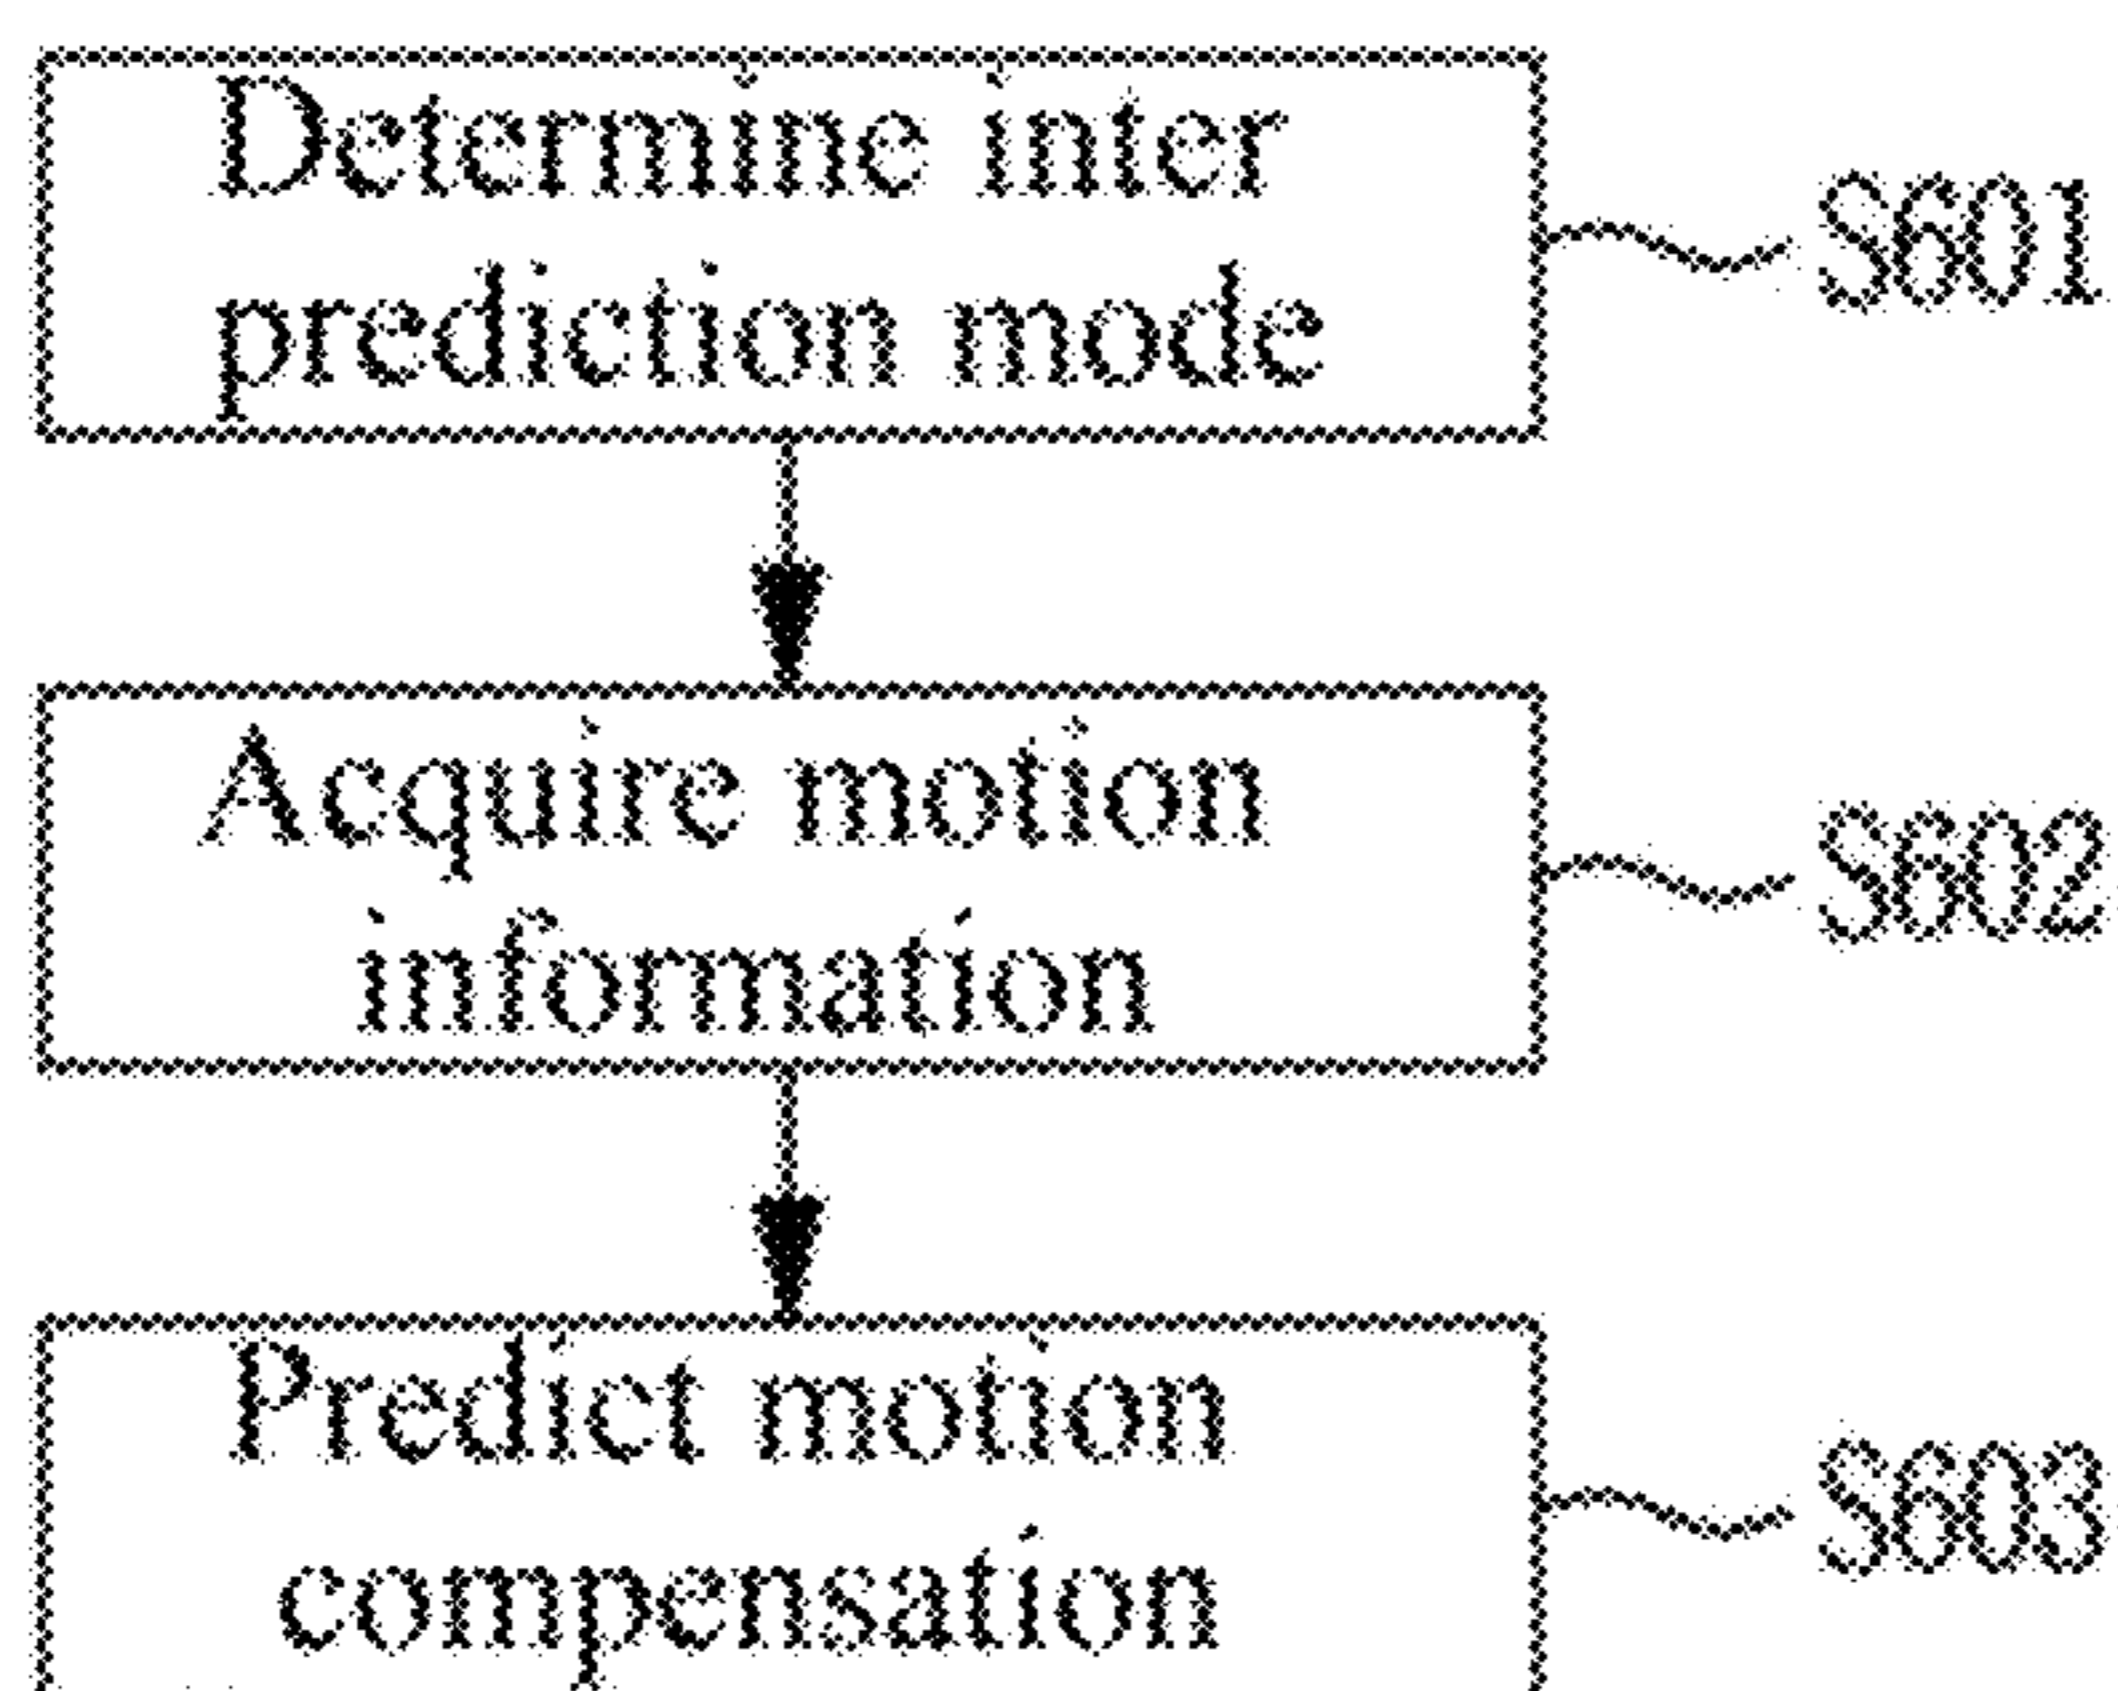 Determine inter
prediction mode
S601
Acquire motion
information
S602
Predict motion
compensation
S603